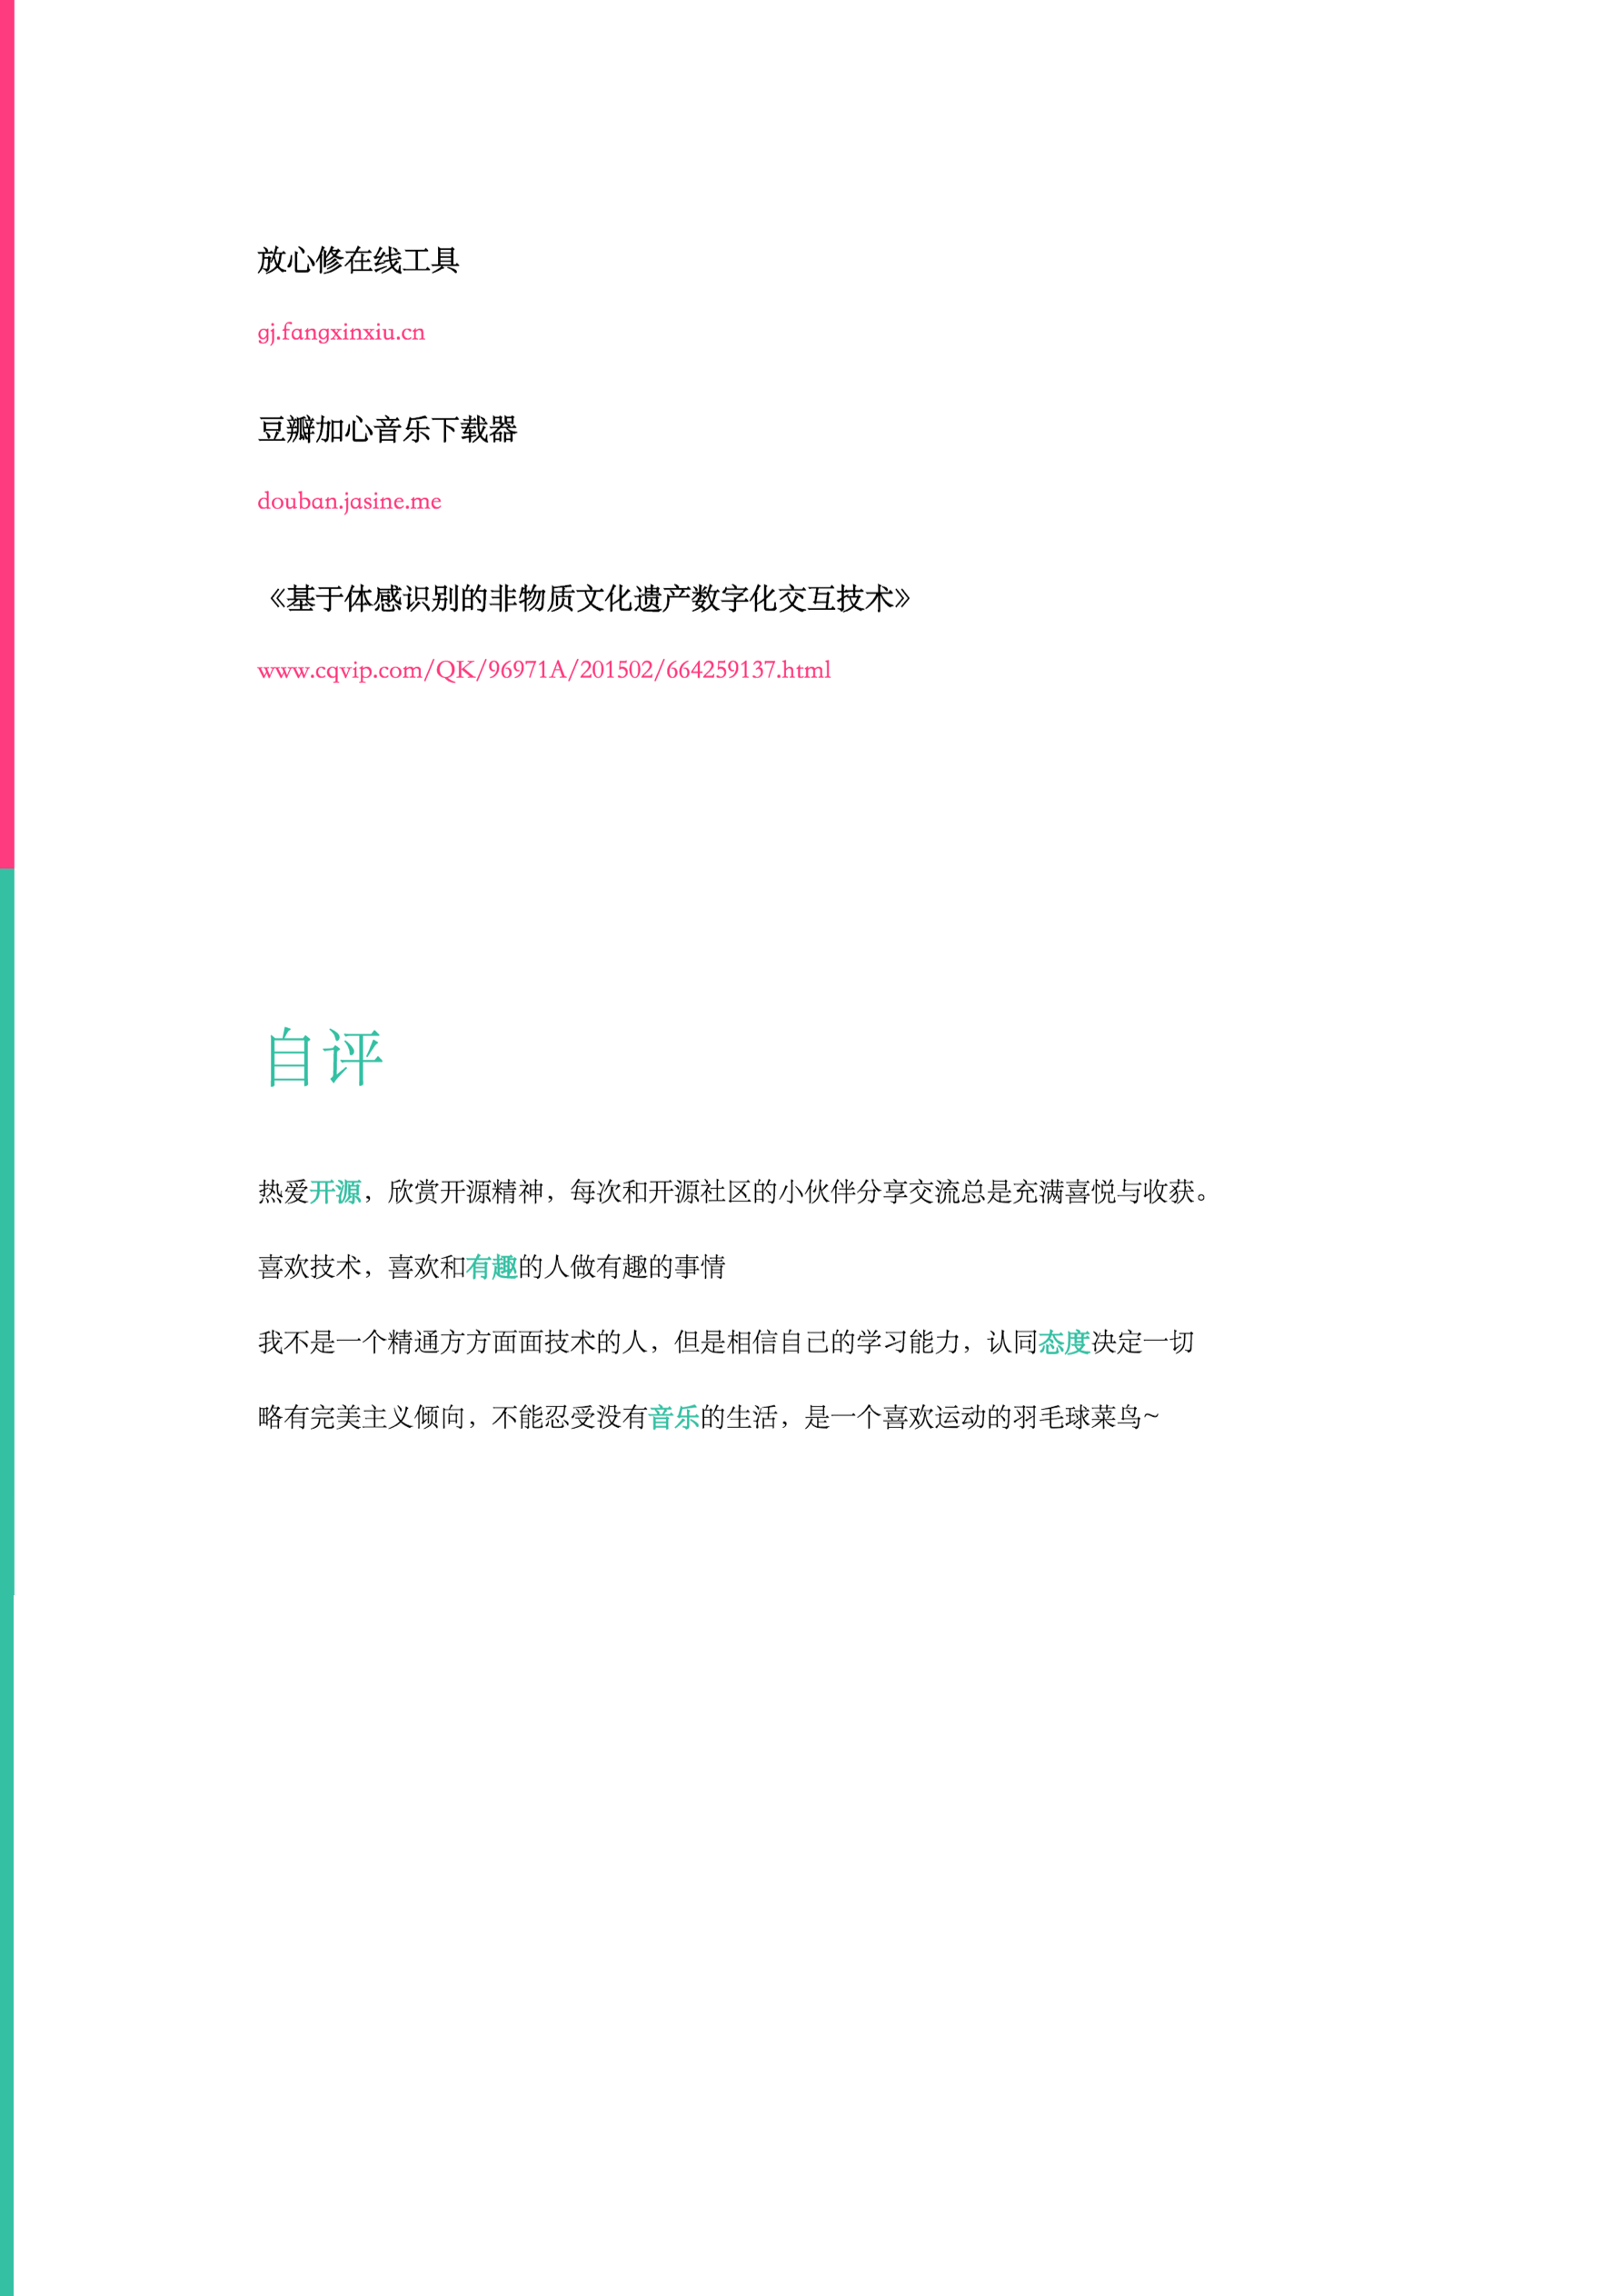 放心修在线工具
gj.fangxinxiu.cn
豆瓣加心音乐下载器
douban.jasine.me
《基于体感识别的非物质文化遗产数字化交互技术》
www.cqvip.com/QK/96971A/201502/664259137.html
自评
热爱开源，欣赏开源精神，每次和开源社区的小伙伴分享交流总是充满喜悦与收获。
喜欢技术，喜欢和有趣的人做有趣的事情
我不是一个精通方方面面技术的人，但是相信自己的学习能力，认同态度决定一切
略有完美主义倾向，不能忍受没有音乐的生活，是一个喜欢运动的羽毛球菜鸟~